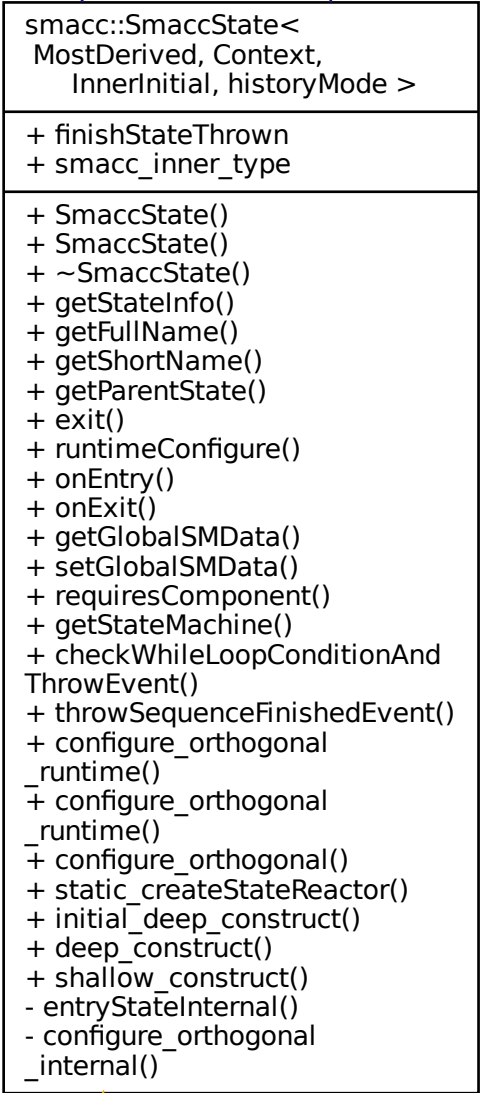 smacc::SmaccState<
MostDerived, Context,
InnerInitial, historyMode >
+ finishStateThrown
+ smacc_inner_type
+ SmaccState()
+ SmaccState()
+ ~SmaccState()
+ getStateInfo()
+ getFullName()
+ getShortName()
+ getParentState()
+ exit()
+ runtimeConfigure()
+ onEntry()
+ onExit()
+ getGlobalSMData()
+ setGlobalSMData()
+ requiresComponent()
+ getStateMachine()
+ checkWhileLoopConditionAnd
ThrowEvent()
+ throwSequenceFinishedEvent()
+ configure_orthogonal
_runtime()
+ configure_orthogonal
_runtime()
+ configure_orthogonal()
+ static_createStateReactor()
+ initial_deep_construct()
+ deep_construct()
+ shallow_construct()
- entryStateInternal()
- configure_orthogonal
_internal()